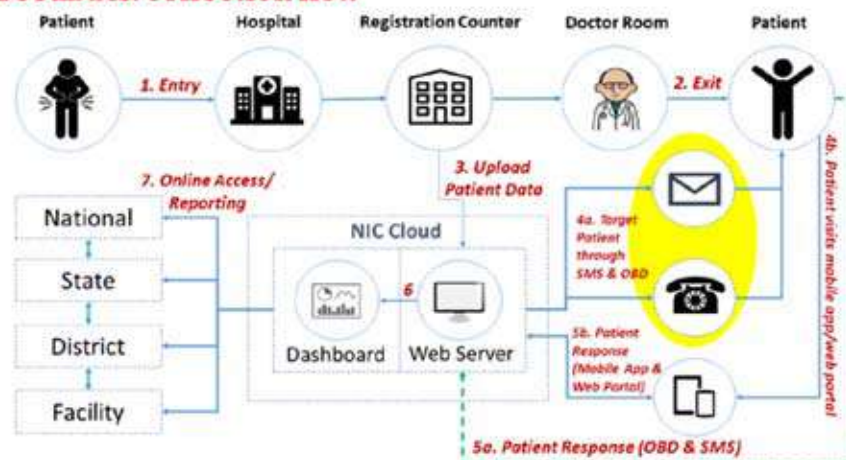 Patient
Hospital
Registration Counter
Doctor Room
Patient
1. Entry
2. Exit
3. Upload
Patient Data
7. Online Access/
Reporting
National
State
District
Facility
NIC Cloud
6
Dashboard
Web Server
4a. Target
Patient
through
SMS & OBD
4b. Patient visits mobile app/web portal
5b. Patient
Response
(Mobile App &
Web Portal)
5a. Patient Response (OBD & SMS)